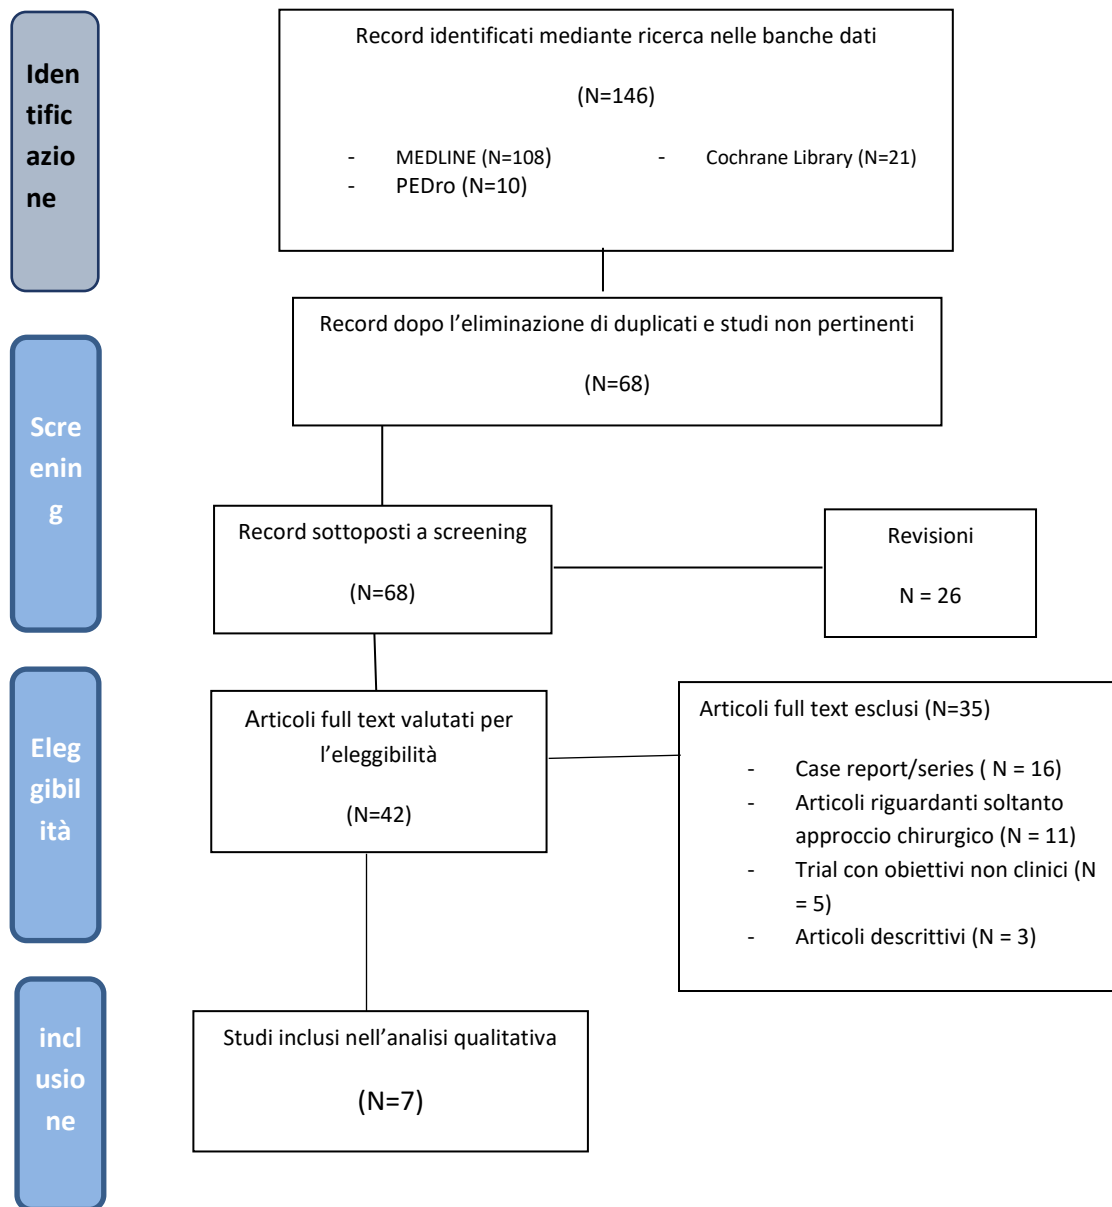 Iden
tific
azio
ne
Record identificati mediante ricerca nelle banche dati
(N=146)
- MEDLINE (N=108)
- Cochrane Library (N=21)
- PEDro (N=10)
Record dopo l’eliminazione di duplicati e studi non pertinenti
(N=68)
Scre
enin
g
Record sottoposti a screening
(N=68)
Revisioni
N = 26
Eleg
gibil
ità
Articoli full text valutati per
l’eleggibilità
(N=42)
Articoli full text esclusi (N=35)
- Case report/series ( N = 16)
- Articoli riguardanti soltanto
approccio chirurgico (N = 11)
- Trial con obiettivi non clinici (N
= 5)
- Articoli descrittivi (N = 3)
incl
usio
ne
Studi inclusi nell’analisi qualitativa
(N=7)